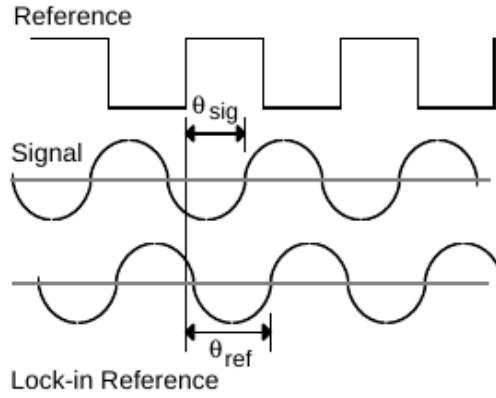 Reference
θsig
Signal
θref
Lock-in Reference